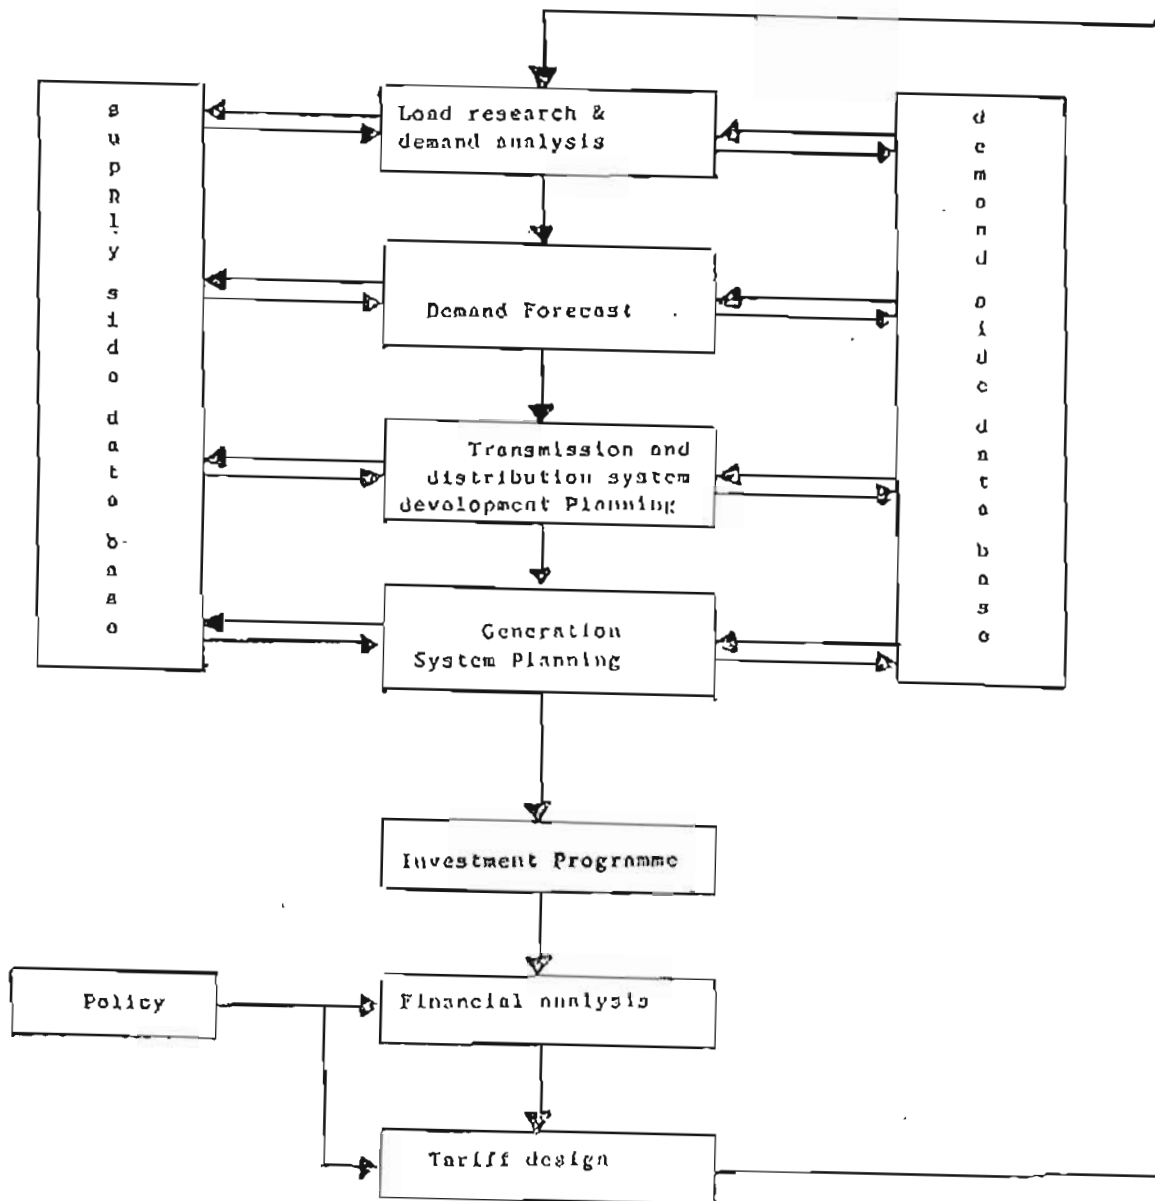 supply side data base
Load research &
demand analysis
demand side data base
Demand Forecast
Transmission and
distribution system
development Planning
Generation
System Planning
Investment Programme
Policy
Financial analysis
Tariff design